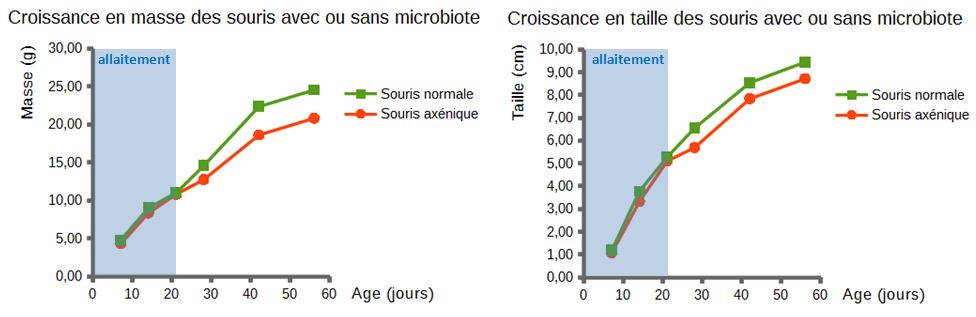 Croissance en masse des souris avec ou sans microbiote
30,00
25,00
20,00
15,00
10,00
5,00
0,00
Masse (g)
allaitement
Souris normale
Souris axénique
0 10 20 30 40 50 60 Age (jours)
Croissance en taille des souris avec ou sans microbiote
10,00
9,00
8,00
7,00
6,00
5,00
4,00
3,00
2,00
1,00
0,00
Taille (cm)
allaitement
Souris normale
Souris axénique
0 10 20 30 40 50 60 Age (jours)